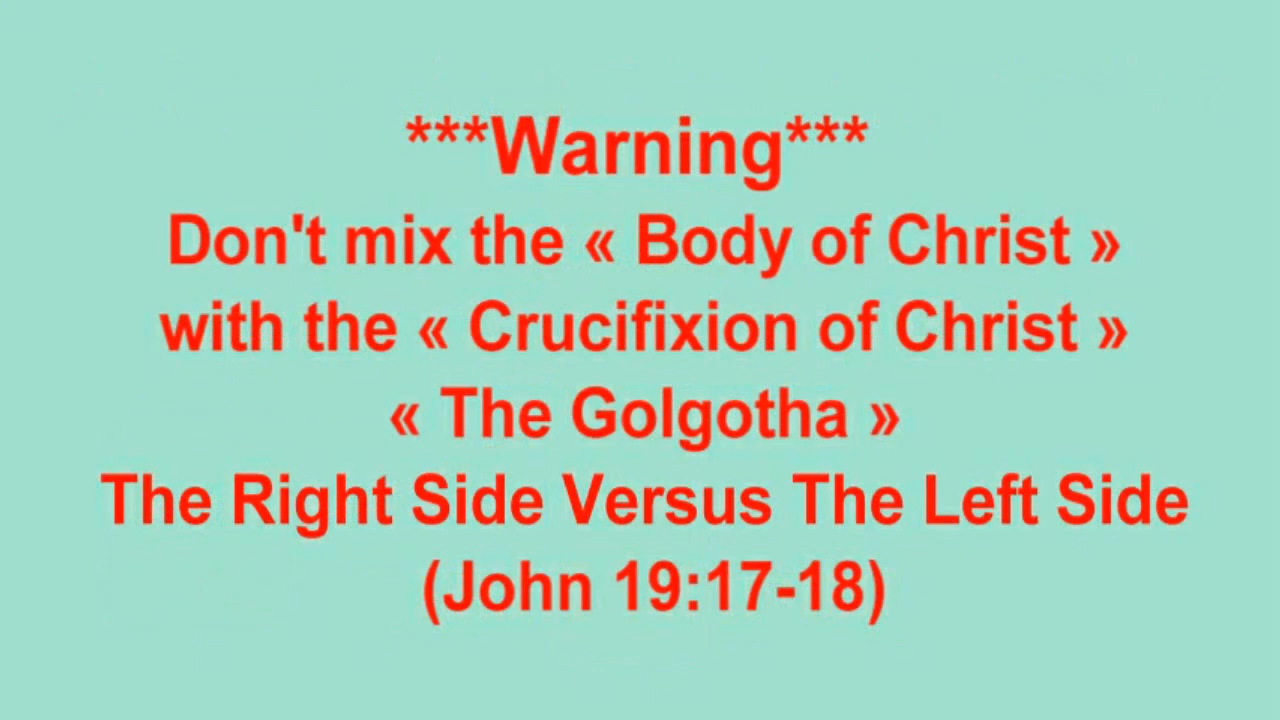 ***Warning***
Don't mix the « Body of Christ »
with the « Crucifixion of Christ »
« The Golgotha »
The Right Side Versus The Left Side
(John 19:17-18)